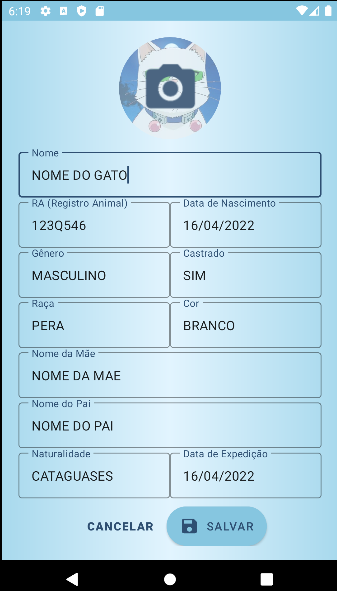 6:19
Nome
NOME DO GATO
RA (Registro Animal) Data de Nascimento
123Q546 16/04/2022
Gênero Castrado
MASCULINO SIM
Raça Cor
PERA BRANCO
Nome da Mãe
NOME DA MAE
Nome do Pai
NOME DO PAI
Naturalidade Data de Expedição
CATAGUASES 16/04/2022
CANCELAR SALVAR